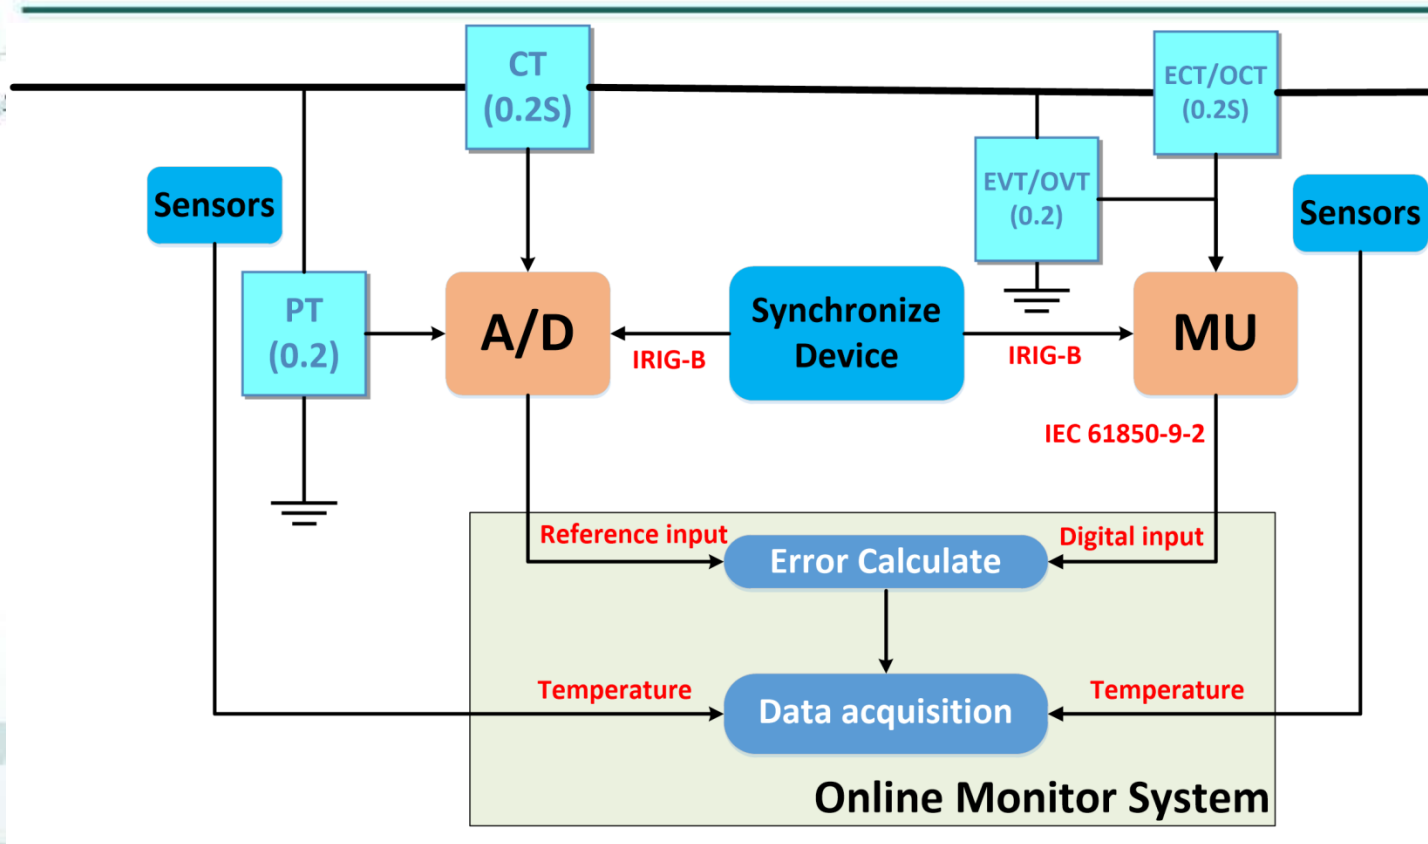 CT
(0.2S)
ECT/OCT
(0.2S)
Sensors
EVT/OVT
(0.2)
Sensors
PT
(0.2)
A/D
Synchronize
Device
MU
IRIG-B
IRIG-B
IEC 61850-9-2
Reference input
Error Calculate
Digital input
Temperature
Data acquisition
Temperature
Online Monitor System